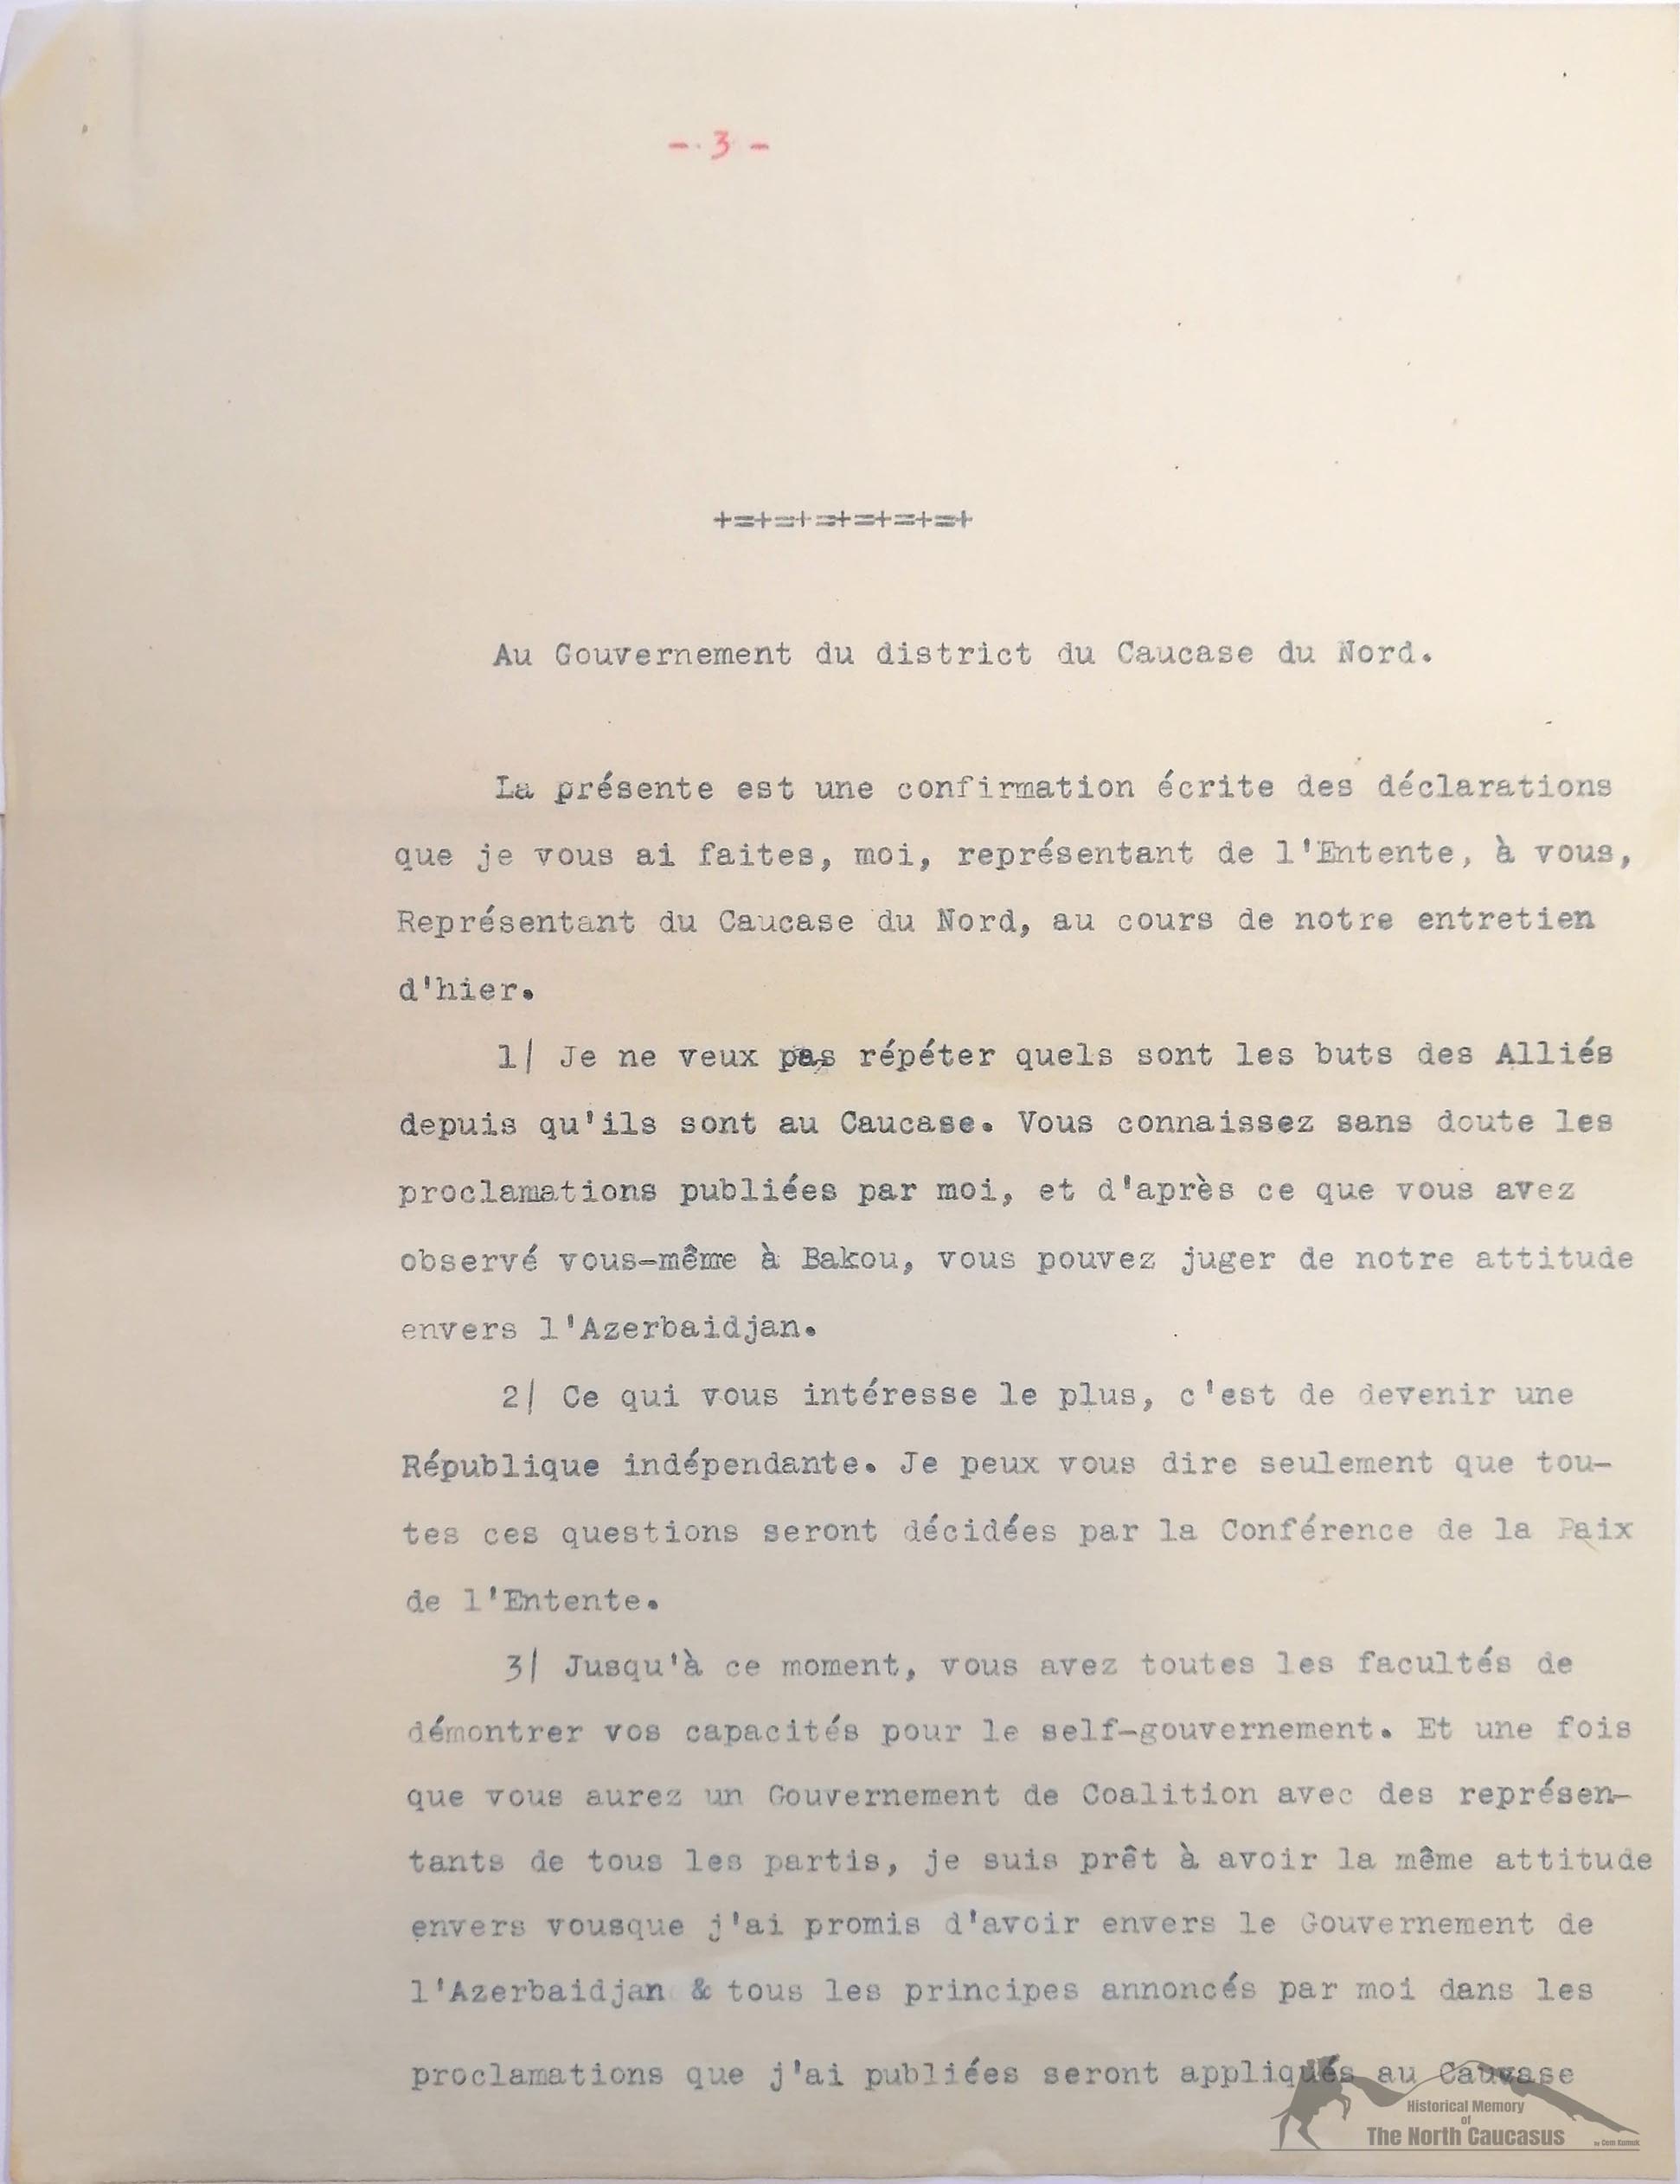 -. 3 -
+=+=+=+=+=+=+
Au Gouvernement du district du Caucase du Nord.
La présente est une confirmation écrite des déclarations
que je vous ai faites, moi, représentant de l'Entente, à vous,
Représentant du Caucase du Nord, au cours de notre entretien
d'hier.
1/ Je ne veux pas répéter quels sont les buts des Alliés
depuis qu'ils sont au Caucase. Vous connaissez sans doute les
proclamations publiées par moi, et d'après ce que vous avez
observé vous-même à Bakou, vous pouvez juger de notre attitude
envers l'Azerbaidjan.
2/ Ce qui vous intéresse le plus, c'est de devenir une
République indépendante. Je peux vous dire seulement que tou-
tes ces questions seront décidées par la Conférence de la Paix
de l'Entente.
3/ Jusqu'à ce moment, vous avez toutes les facultés de
démontrer vos capacités pour le self-gouvernement. Et une fois
que vous aurez un Gouvernement de Coalition avec des représen-
tants de tous les partis, je suis prêt à avoir la même attitude
envers vousque j'ai promis d'avoir envers le Gouvernement de
l'Azerbaidjan & tous les principes annoncés par moi dans les
proclamations que j'ai publiées seront appliqués au Caucase
Historical Memory
of
The North Caucasus
by Cem Kumuk